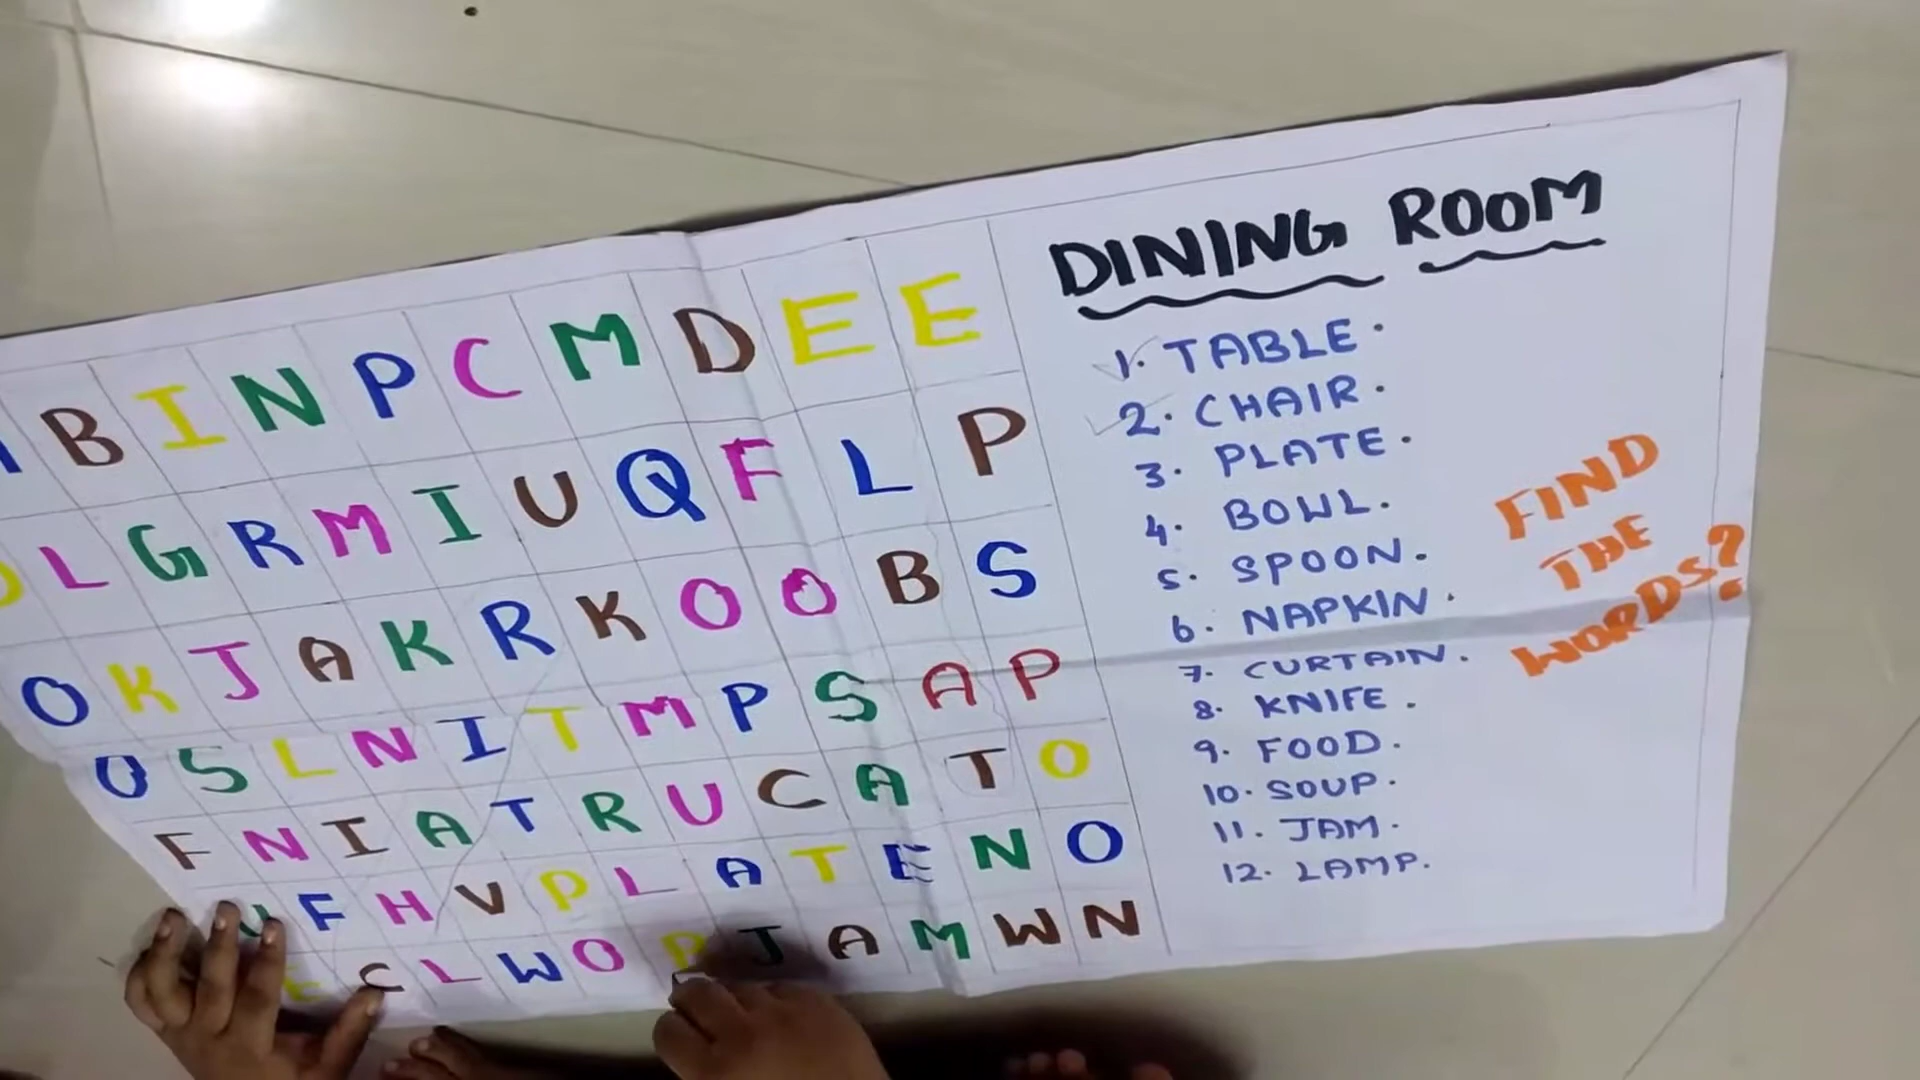 DINING ROOM
1. TABLE.
2. CHAIR.
3. PLATE.
4. BOWL.
5. SPOON.
6. NAPKIN.
7. CURTAIN.
8. KNIFE.
9. FOOD.
10. SOUP.
11. JAM.
12. LAMP.
FIND
THE
WORDS?
B I N P C M D E E
L G R M I U Q F L P
O K J A K R K O O B S
O S L N I T M P S A P
F N I A T R U C A T O
U F H V P L A T E N O
E C L W O B J A M W N